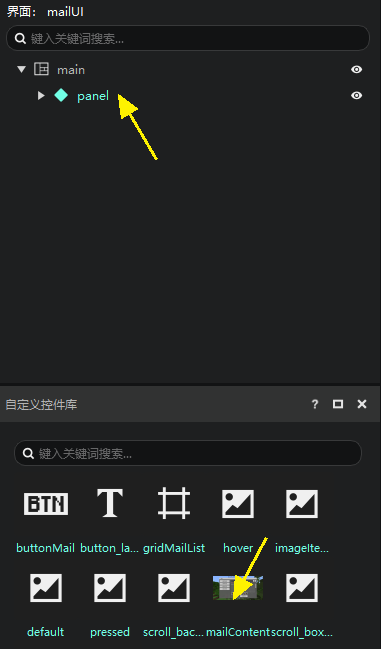 界面： mailUI
键入关键词搜索...
main
panel
自定义控件库
?
键入关键词搜索...
BTN
T
buttonMail button_la... gridMailList hover imageIte...
default pressed scroll_bac... mailContent scroll_box...